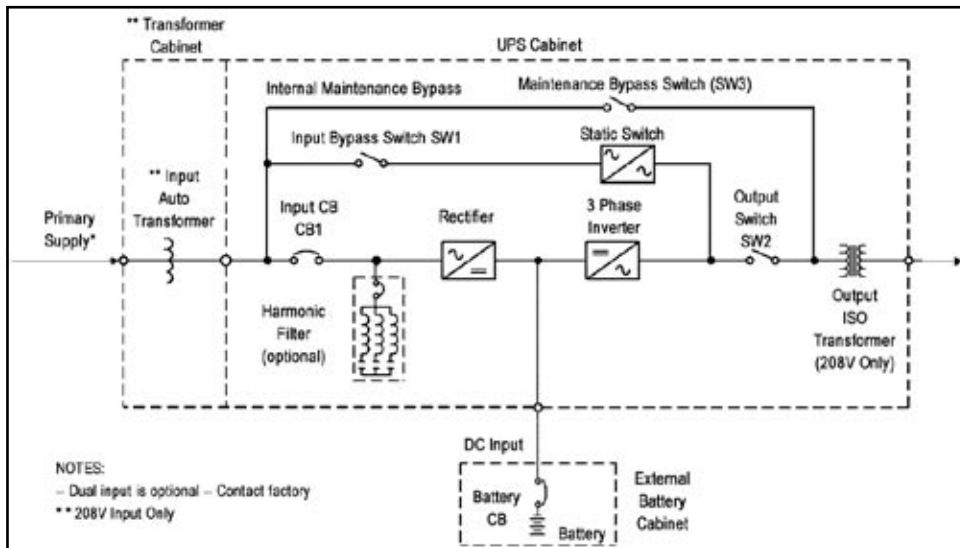 ** Transformer
Cabinet
UPS Cabinet
Internal Maintenance Bypass
Maintenance Bypass Switch (SW3)
Input Bypass Switch SW1
Static Switch
** Input
Auto
Transformer
Primary
Supply*
Input CB
CB1
Rectifier
3 Phase
Inverter
Output
Switch
SW2
Harmonic
Filter
(optional)
Output
ISO
Transformer
(208V Only)
DC Input
NOTES:
– Dual input is optional – Contact factory
** 208V Input Only
Battery
CB
Battery
External
Battery
Cabinet